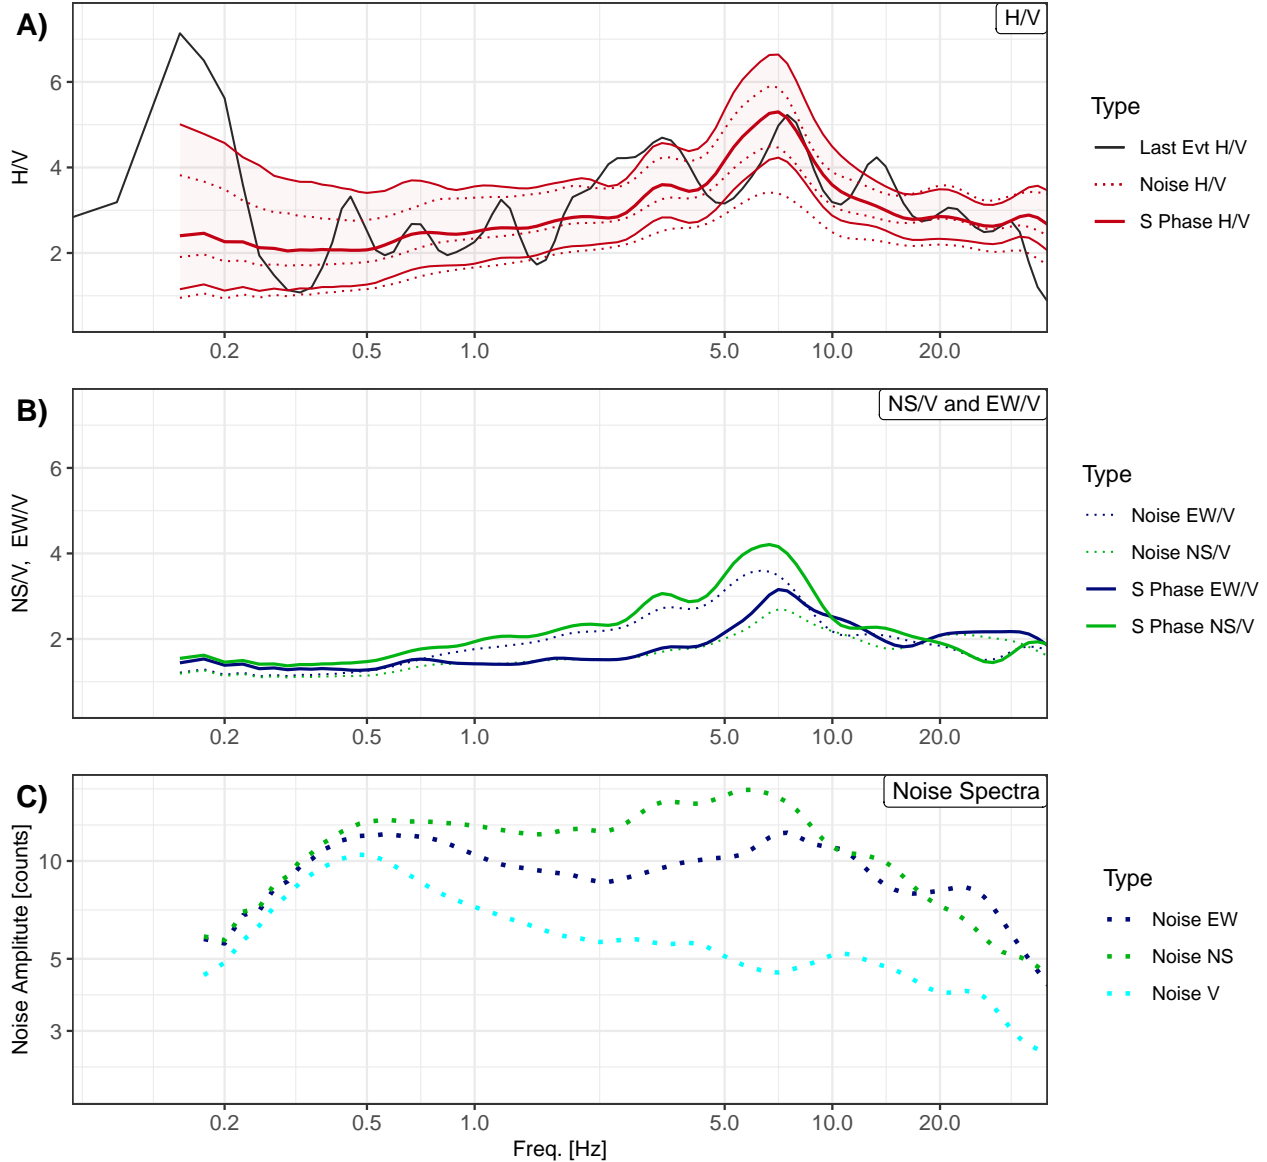 A)
H/V
H/V
6
4
2
0.2
0.5
1.0
5.0
10.0
20.0
Type
Last Evt H/V
Noise H/V
S Phase H/V
B)
NS/V and EW/V
NS/V,  EW/V
6
4
2
0.2
0.5
1.0
5.0
10.0
20.0
Type
Noise EW/V
Noise NS/V
S Phase EW/V
S Phase NS/V
C)
Noise Spectra
Noise Amplitute [counts]
10
5
3
0.2
0.5
1.0
5.0
10.0
20.0
Freq. [Hz]
Type
Noise EW
Noise NS
Noise V